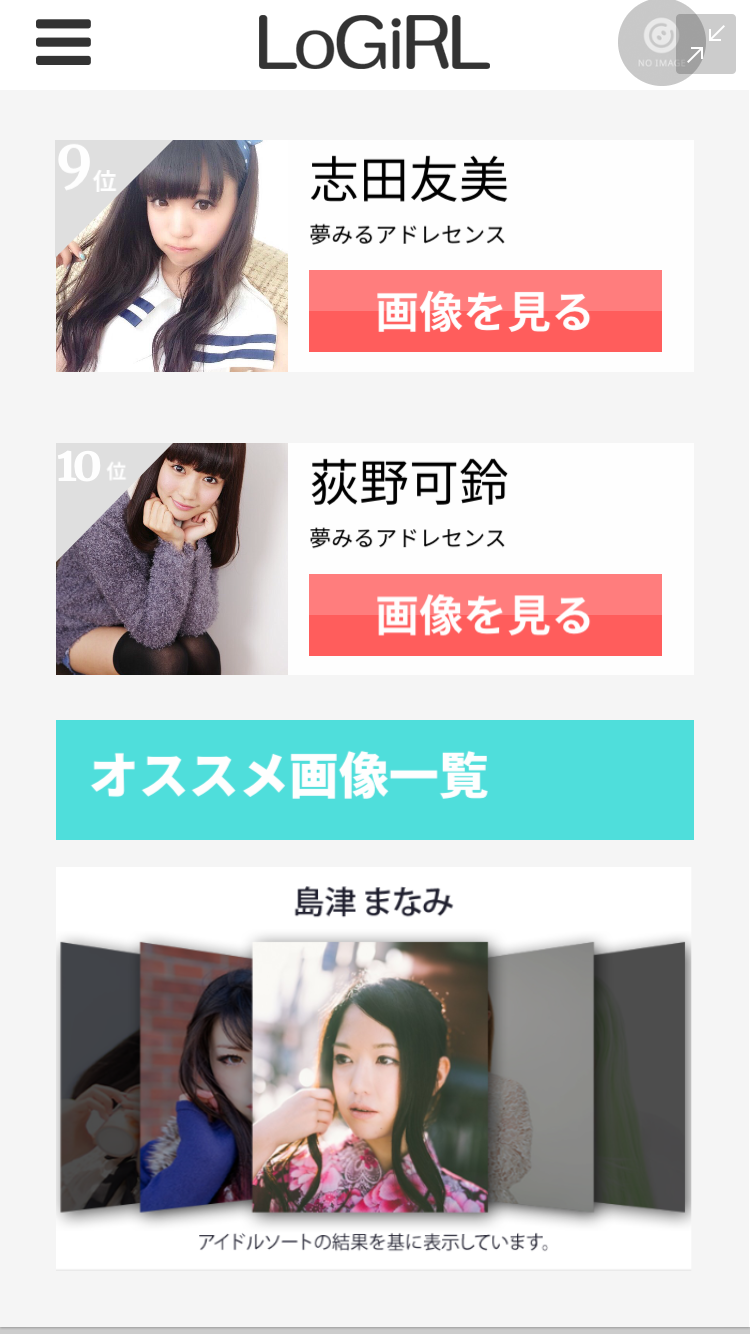 LoGiRL
NO IMAGE
9位
志田友美
夢みるアドレセンス
画像を見る
10位
荻野可鈴
夢みるアドレセンス
画像を見る
オススメ画像一覧
島津 まなみ
アイドルソートの結果を基に表示しています。